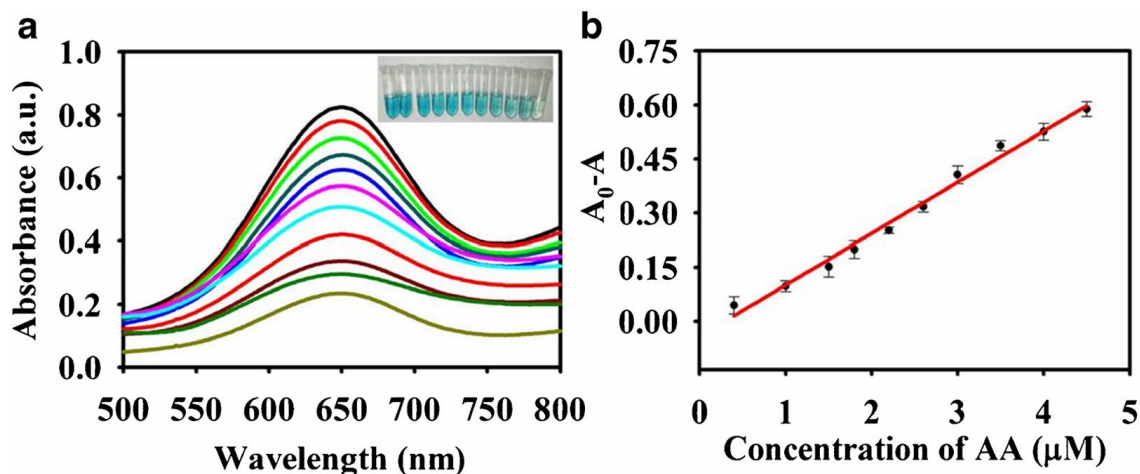 a
1.0
0.8
0.6
0.4
0.2
0.0
Absorbance (a.u.)
500 550 600 650 700 750 800
Wavelength (nm)
b
0.75
0.60
0.45
0.30
0.15
0.00
A₀-A
0 1 2 3 4 5
Concentration of AA (μM)